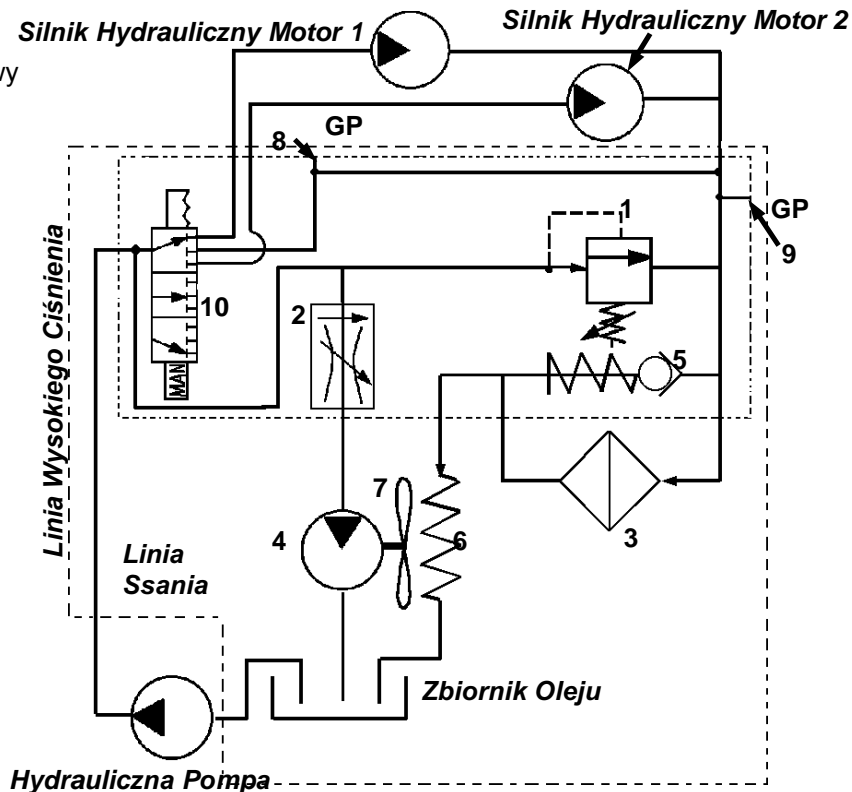 Silnik Hydrauliczny Motor 1
Silnik Hydrauliczny Motor 2
wy
8
GP
1
GP
9
10
2
5
Linia Wysokiego Ciśnienia
7
4
6
3
Linia
Ssania
MAN
Zbiornik Oleju
Hydrauliczna Pompa